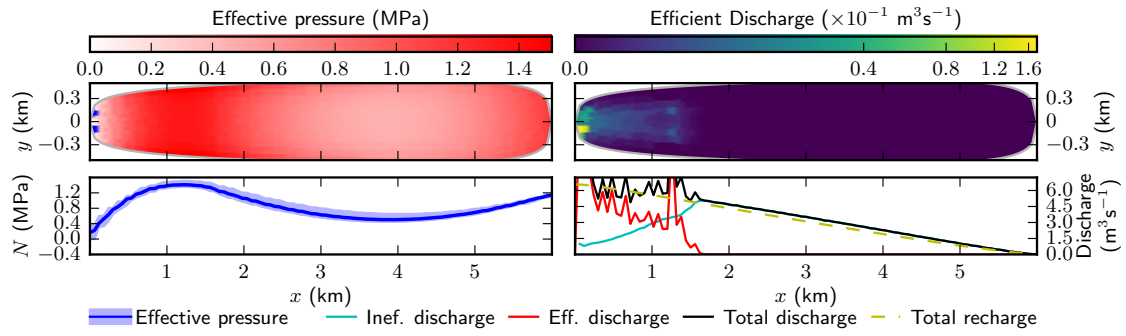 Effective pressure (MPa) Efficient Discharge (×10⁻¹ m³s⁻¹)
0.0 0.2 0.4 0.6 0.8 1.0 1.2 1.4 0.0 0.4 0.8 1.2 1.6
y (km) 0.3 0 −0.3 0.3 0 −0.3 y (km)
N (MPa) 1.2 0.8 0.4 0.0 −0.4 6.0 4.5 3.0 1.5 0.0 Discharge (m³s⁻¹)
1 2 3 4 5 1 2 3 4 5
x (km) x (km)
Effective pressure Inef. discharge Eff. discharge Total discharge Total recharge